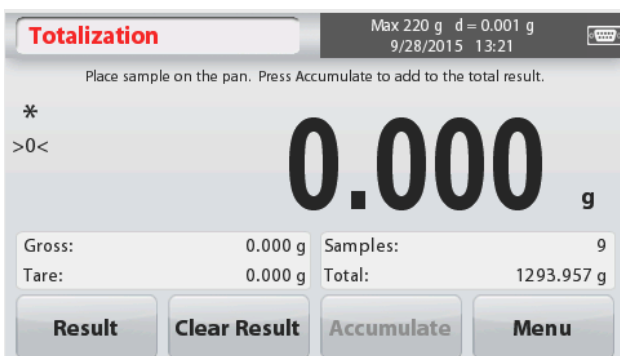 Totalization
Max 220 g d = 0.001 g
9/28/2015 13:21
Place sample on the pan. Press Accumulate to add to the total result.
*
>0<
0.000 g
Gross: 0.000 g Samples: 9
Tare: 0.000 g Total: 1293.957 g
Result Clear Result Accumulate Menu